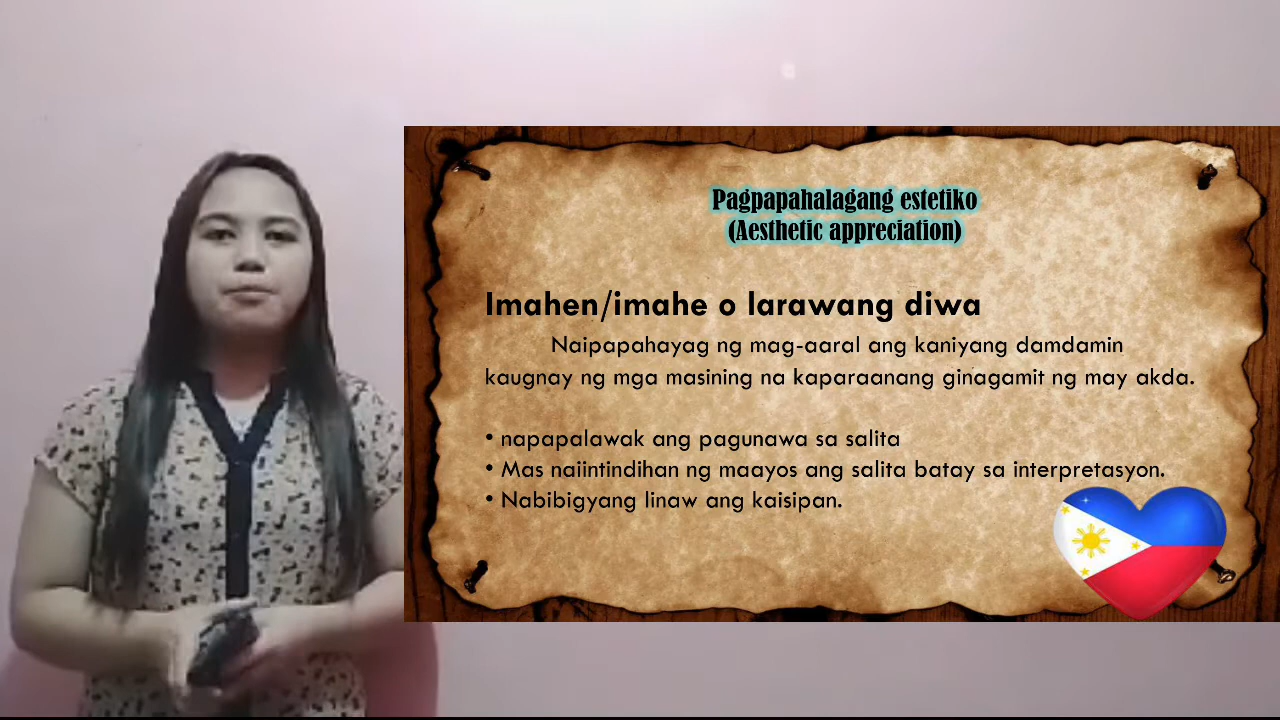 Pagpapahalagang estetiko
(Aesthetic appreciation)
Imahen/imahe o larawang diwa
Naipapahayag ng mag-aaral ang kaniyang damdamin
kaugnay ng mga masining na kaparaanang ginagamit ng may akda.
• napapalawak ang pagunawa sa salita
• Mas naiintindihan ng maayos ang salita batay sa interpretasyon.
• Nabibigyang linaw ang kaisipan.